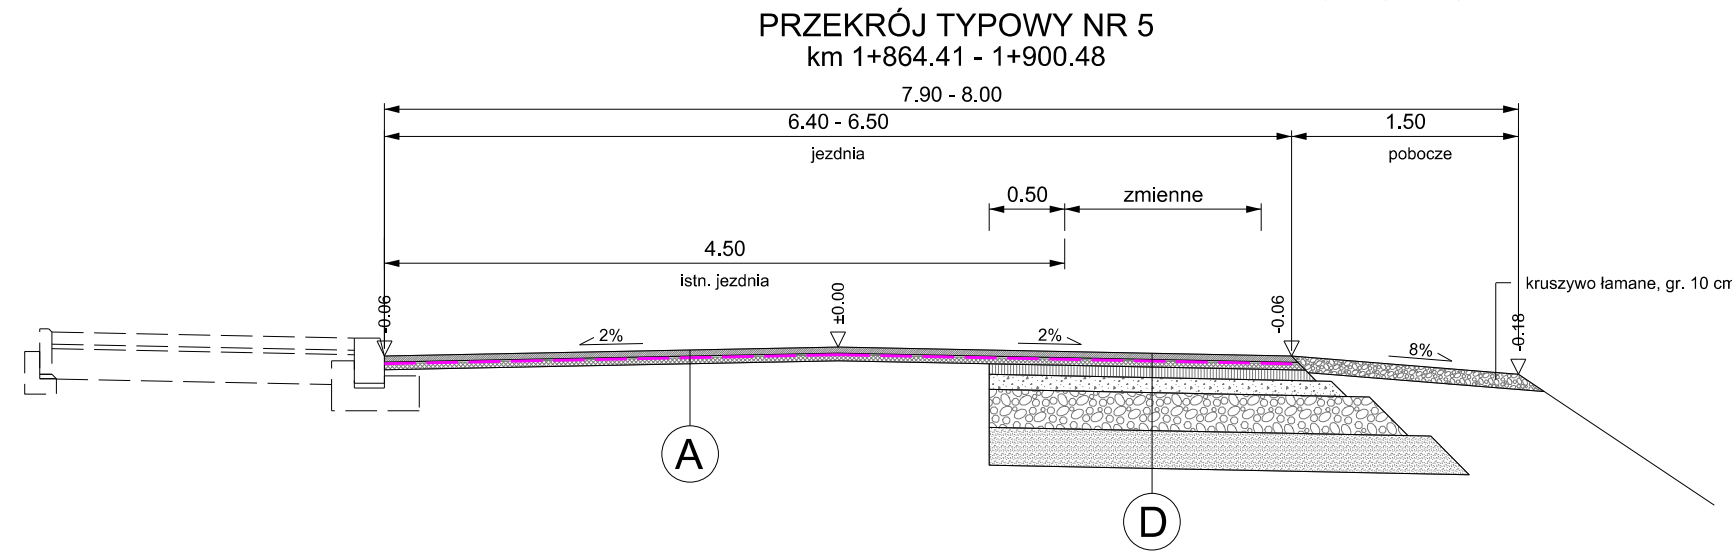 PRZEKRÓJ TYPOWY NR 5
km 1+864.41 - 1+900.48
7.90 - 8.00
6.40 - 6.50
1.50
jezdnia
pobocze
0.50
zmienne
4.50
istn. jezdnia
kruszywo łamane, gr. 10 cm
-0.06
±0.00
-0.06
-0.18
2%
2%
8%
A
D